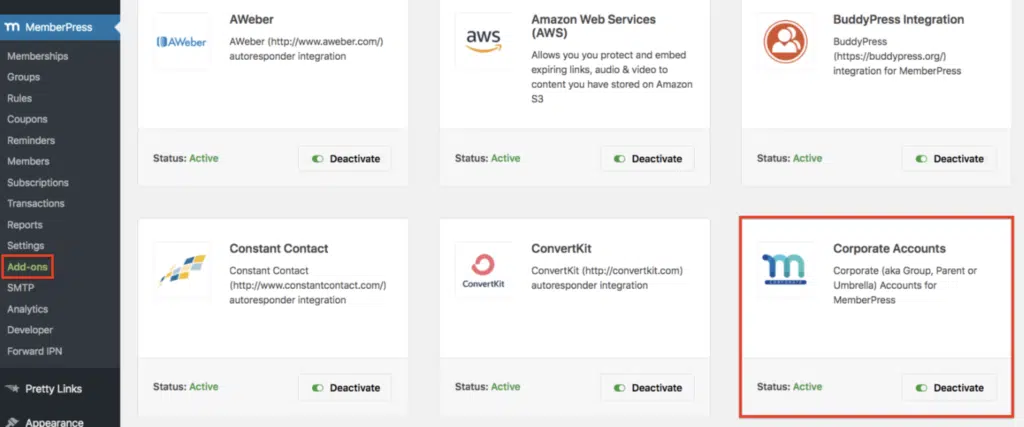 MemberPress
Memberships
Groups
Rules
Coupons
Reminders
Members
Subscriptions
Transactions
Reports
Settings
Add-ons
SMTP
Analytics
Developer
Forward IPN
Pretty Links
Appearance
AWeber
AWeber
AWeber (http://www.aweber.com/)
autoresponder integration
Status: Active
Deactivate
aws
Amazon Web Services
(AWS)
Allows you you protect and embed
expiring links, audio & video to
content you have stored on Amazon
S3
Status: Active
Deactivate
BuddyPress Integration
BuddyPress
(https://buddypress.org/)
integration for MemberPress
Status: Active
Deactivate
Constant Contact
Constant Contact
(http://www.constantcontact.com/)
autoresponder integration
Status: Active
Deactivate
ConvertKit
ConvertKit
ConvertKit (http://convertkit.com)
autoresponder integration
Status: Active
Deactivate
m
CORPORATE
Corporate Accounts
Corporate (aka Group, Parent or
Umbrella) Accounts for
MemberPress
Status: Active
Deactivate